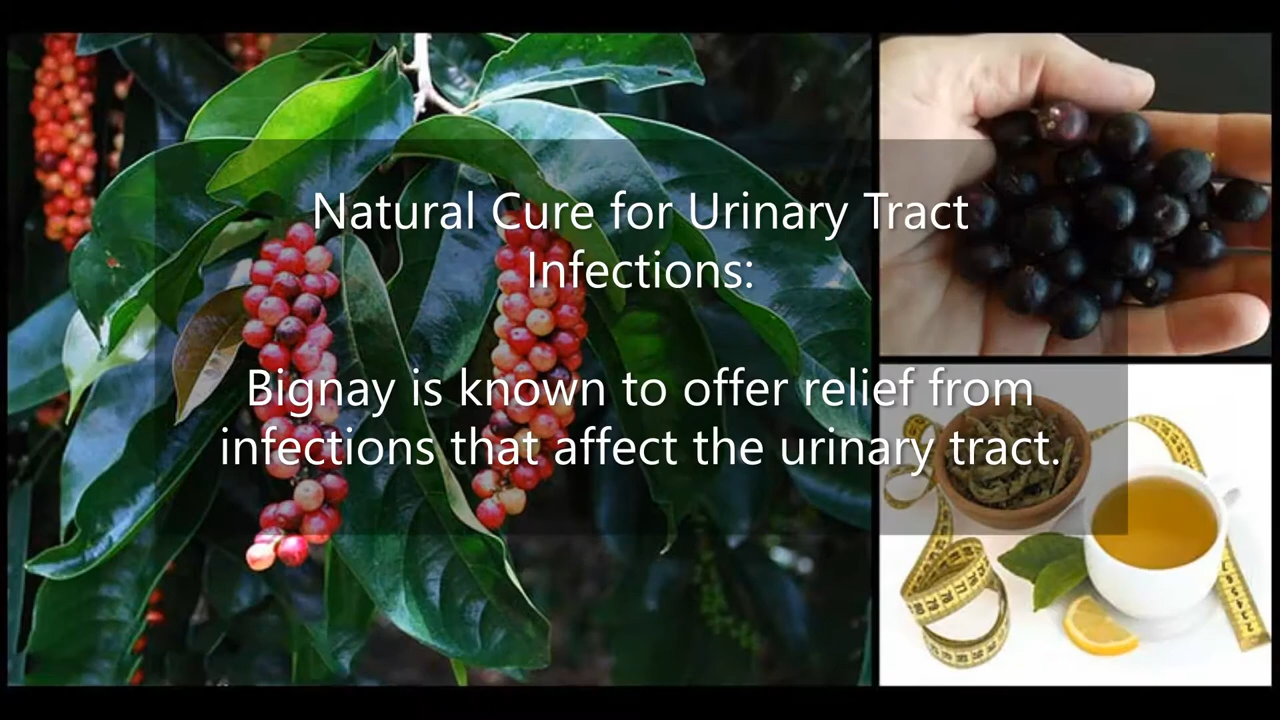 Natural Cure for Urinary Tract
Infections:
Bignay is known to offer relief from
infections that affect the urinary tract.